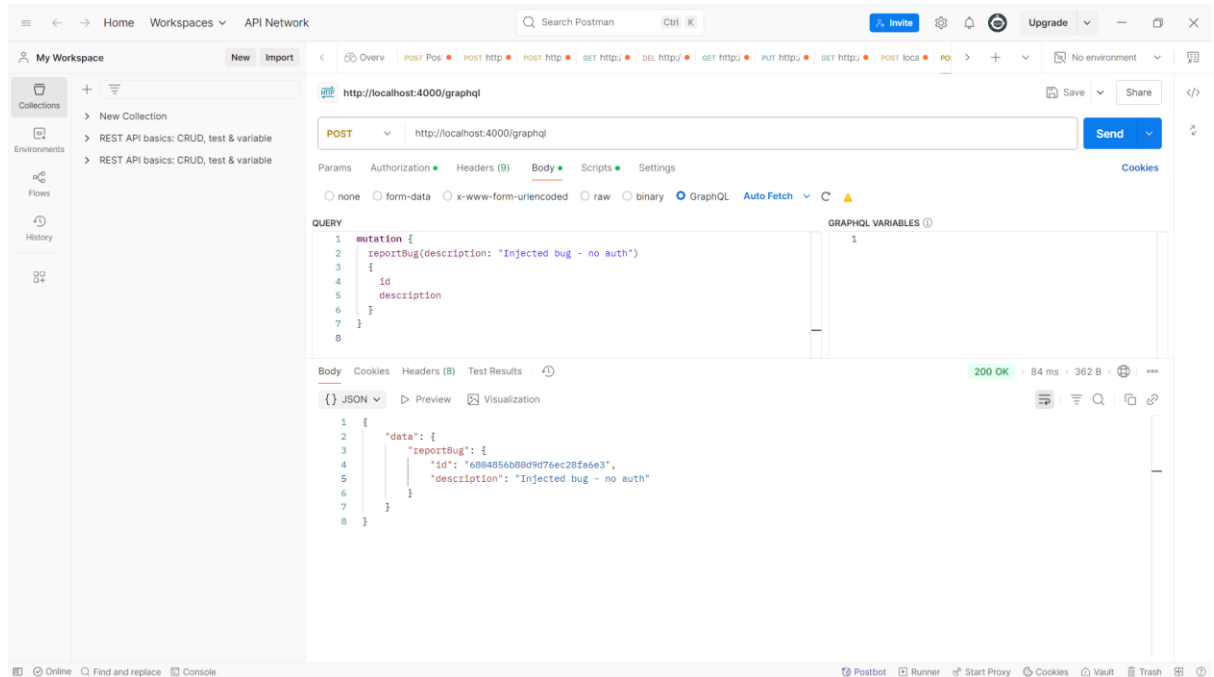 Home Workspaces API Network Search Postman Ctrl K Invite Upgrade
My Workspace New Import Overv POST Pos POST http POST http GET http:/ DEL http:/ GET http:/ PUT http:/ GET http:/ POST loca PO No environment
Collections
Environments
Flows
History
New Collection
REST API basics: CRUD, test & variable
REST API basics: CRUD, test & variable
http://localhost:4000/graphql Save Share
POST http://localhost:4000/graphql Send
Params Authorization Headers (9) Body Scripts Settings Cookies
none form-data x-www-form-urlencoded raw binary GraphQL Auto Fetch
QUERY GRAPHQL VARIABLES
1 mutation {
2 reportBug(description: "Injected bug - no auth")
3 {
4 id
5 description
6 }
7 }
8
1
Body Cookies Headers (8) Test Results 200 OK 84 ms 362 B
{} JSON Preview Visualization
1 {
2 "data": {
3 "reportBug": {
4 "id": "6804856b80d9d76ec28fa6e3",
5 "description": "Injected bug - no auth"
6 }
7 }
8 }
Online Find and replace Console Postbot Runner Start Proxy Cookies Vault Trash